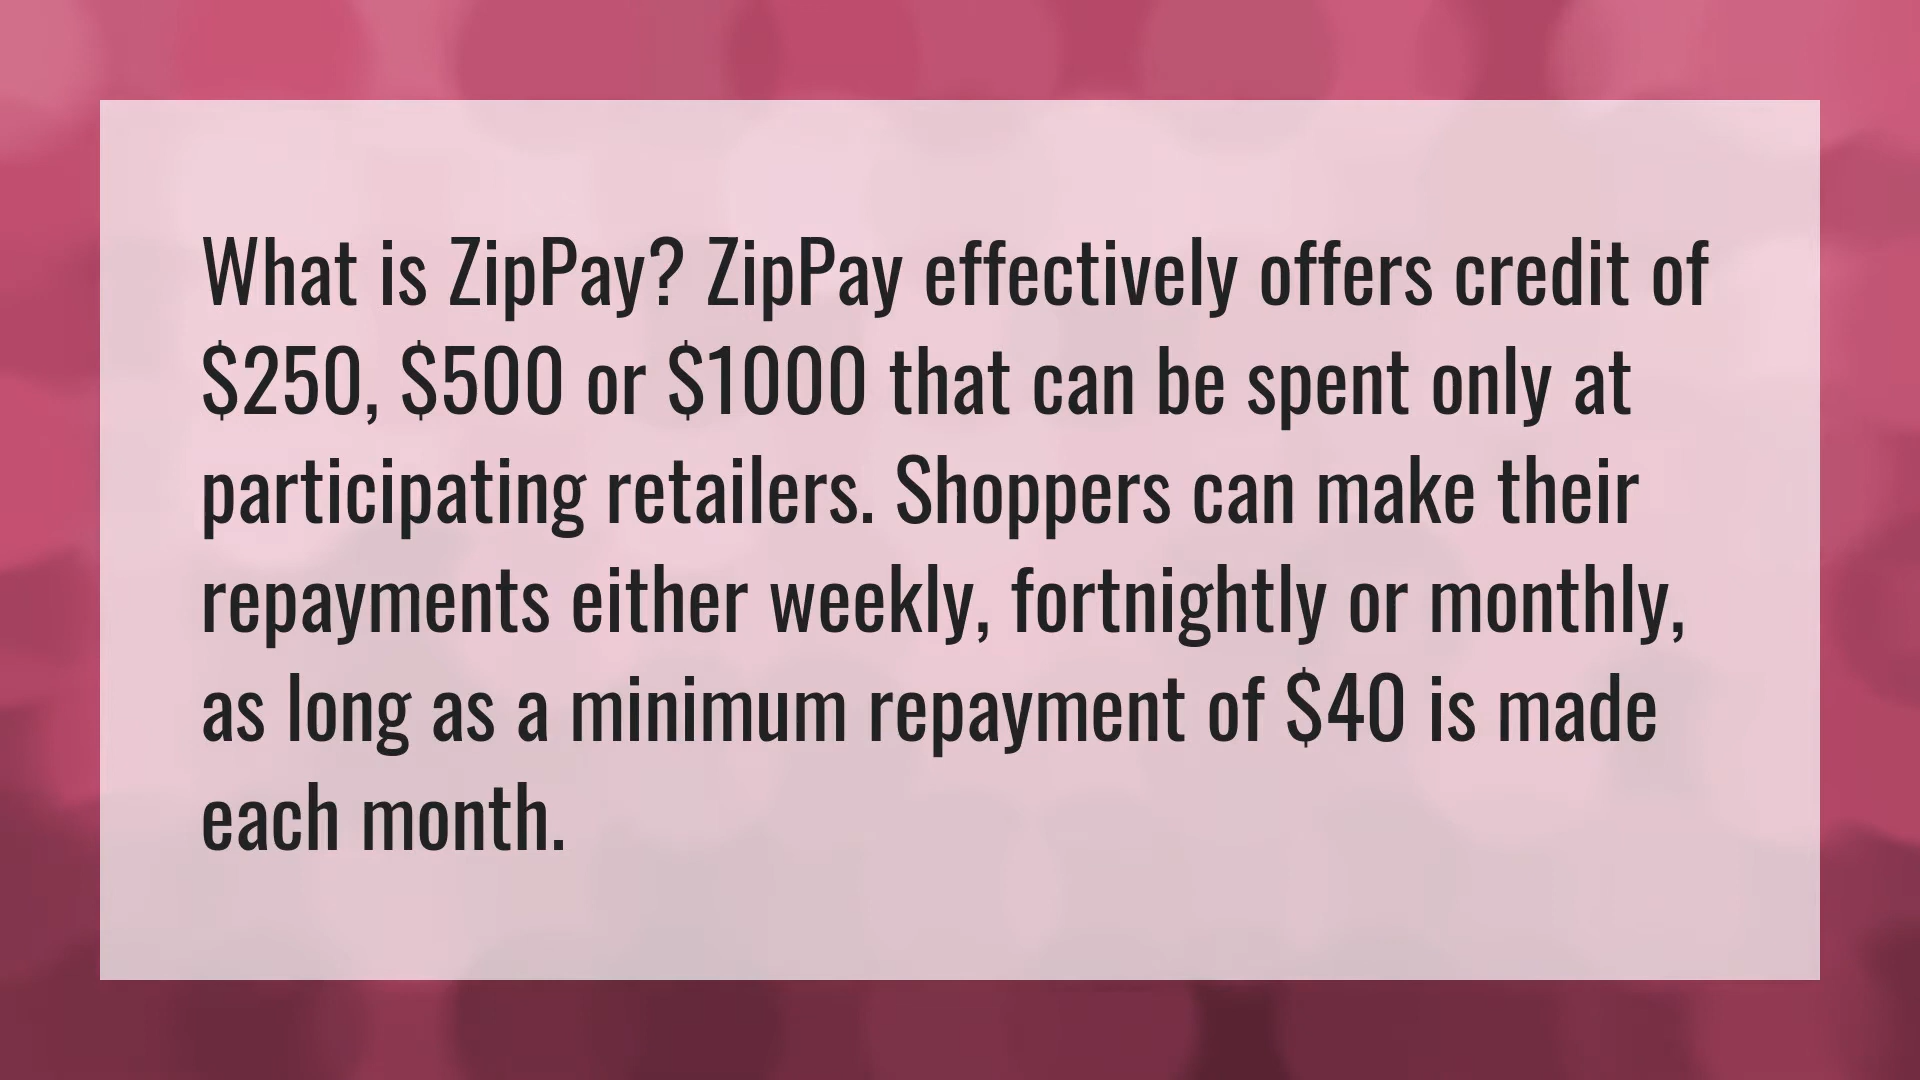 What is ZipPay? ZipPay effectively offers credit of
$250, $500 or $1000 that can be spent only at
participating retailers. Shoppers can make their
repayments either weekly, fortnightly or monthly,
as long as a minimum repayment of $40 is made
each month.